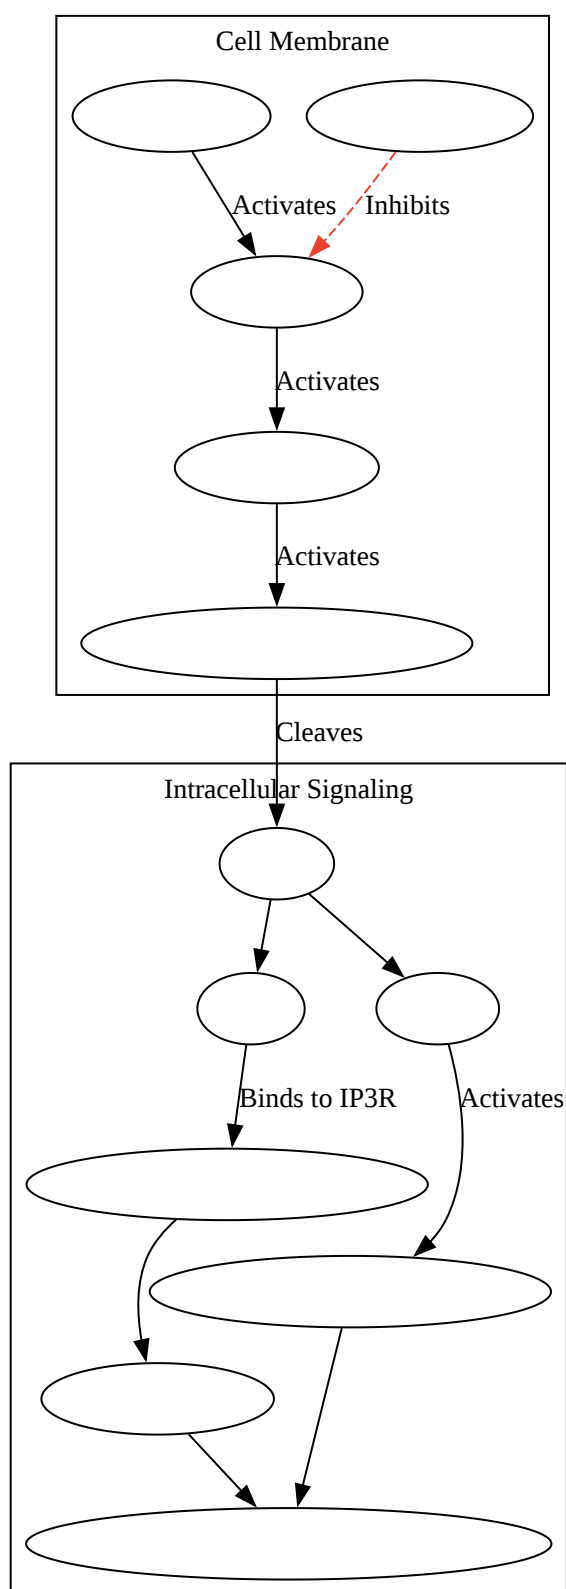 Cell Membrane
Activates
Inhibits
Activates
Activates
Cleaves
Intracellular Signaling
Binds to IP3R
Activates